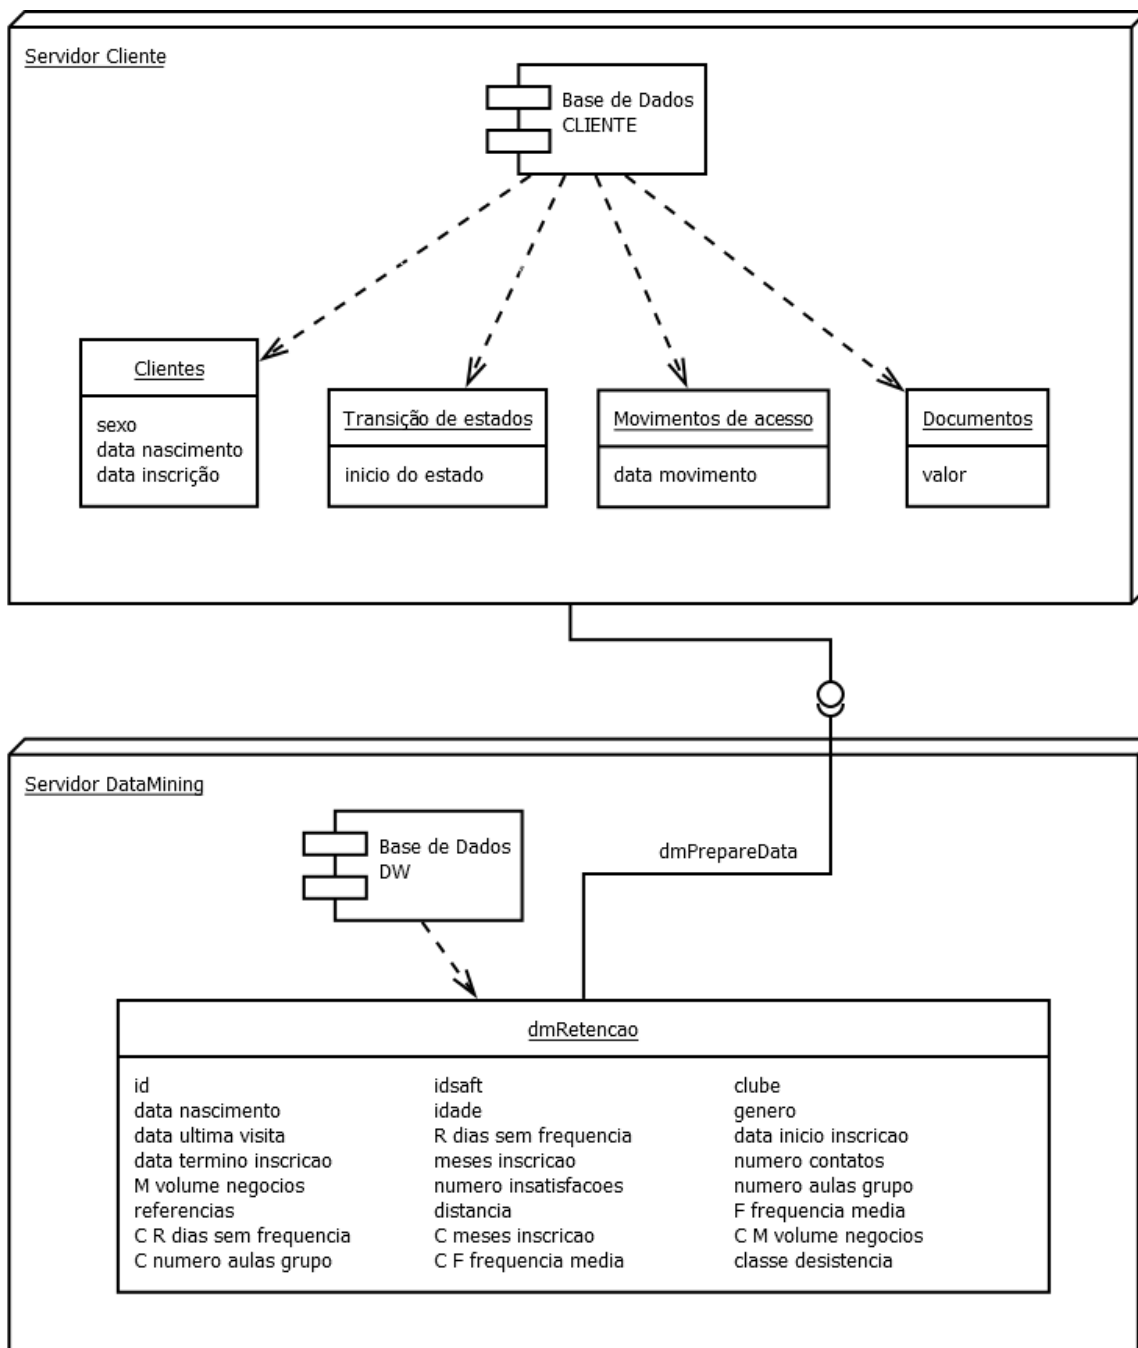 Servidor Cliente
Base de Dados
CLIENTE
Clientes
sexo
data nascimento
data inscrição
Transição de estados
inicio do estado
Movimentos de acesso
data movimento
Documentos
valor
Servidor DataMining
Base de Dados
DW
dmPrepareData
dmRetencao
id idsaft clube
data nascimento idade genero
data ultima visita R dias sem frequencia data inicio inscricao
data termino inscricao meses inscricao numero contatos
M volume negocios numero insatisfacoes numero aulas grupo
referencias distancia F frequencia media
C R dias sem frequencia C meses inscricao C M volume negocios
C numero aulas grupo C F frequencia media classe desistencia